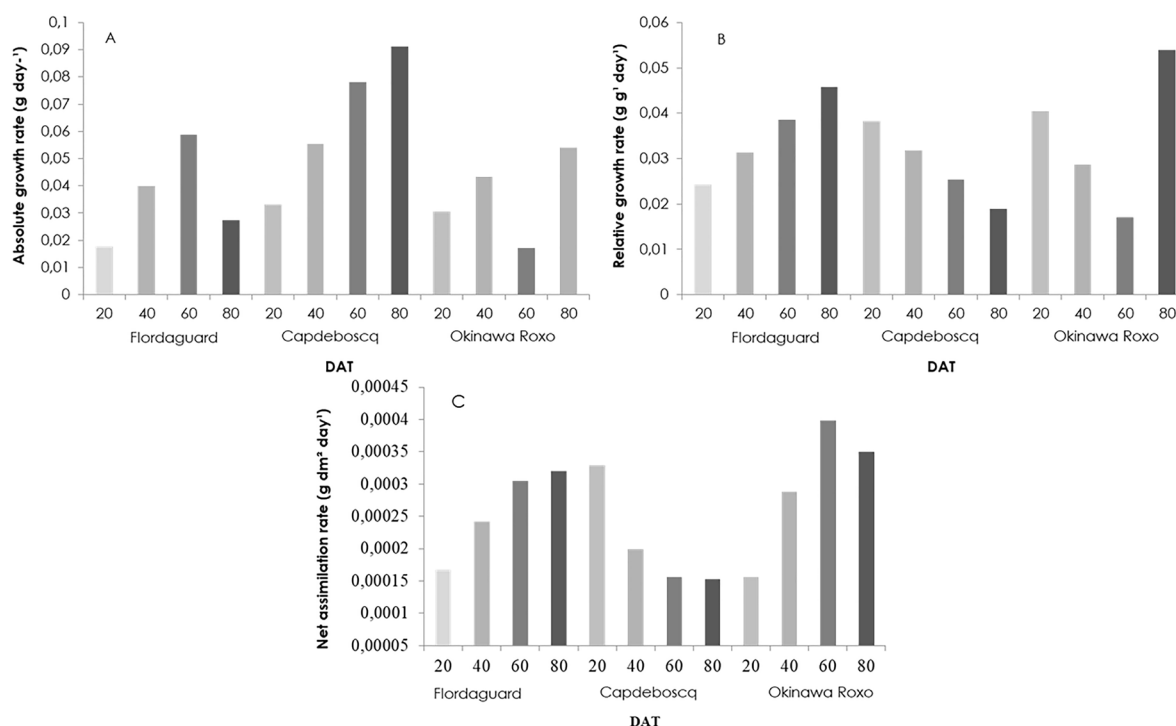 A
Absolute growth rate (g day-¹)
0,1
0,09
0,08
0,07
0,06
0,05
0,04
0,03
0,02
0,01
0
20 40 60 80 20 40 60 80 20 40 60 80
Flordaguard Capdeboscq Okinawa Roxo
DAT
B
Relative growth rate (g g¹ day¹)
0,06
0,05
0,04
0,03
0,02
0,01
0
20 40 60 80 20 40 60 80 20 40 60 80
Flordaguard Capdeboscq Okinawa Roxo
DAT
C
Net assimilation rate (g dm² day¹)
0,00045
0,0004
0,00035
0,0003
0,00025
0,0002
0,00015
0,0001
0,00005
20 40 60 80 20 40 60 80 20 40 60 80
Flordaguard Capdeboscq Okinawa Roxo
DAT